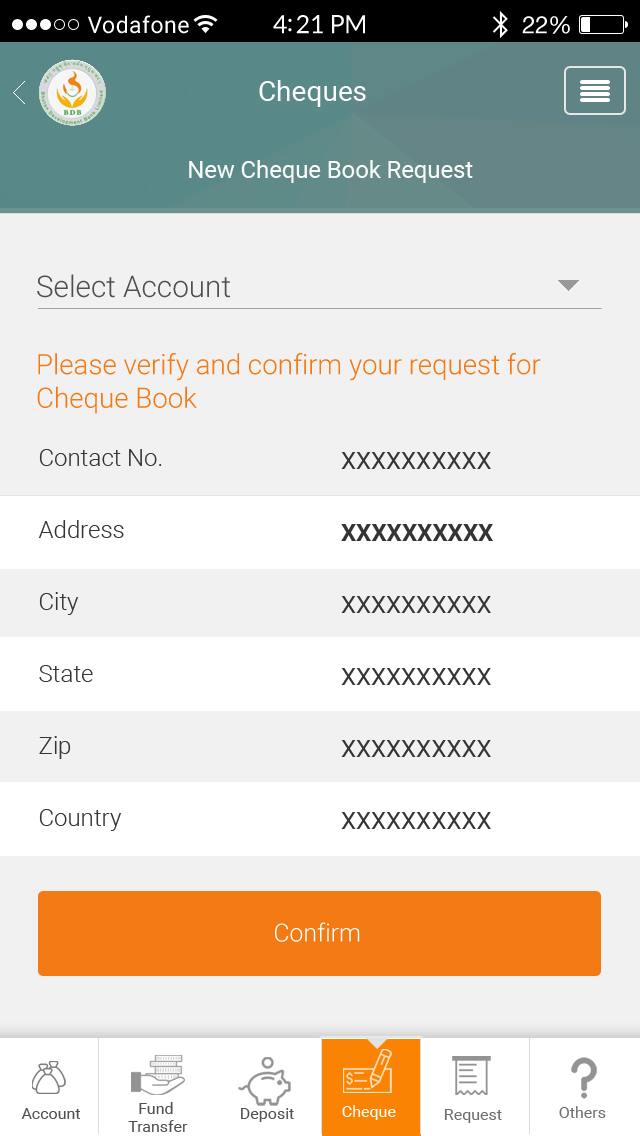 Vodafone 4:21 PM 22%
BDB
Cheques
New Cheque Book Request
Select Account
Please verify and confirm your request for
Cheque Book
Contact No. XXXXXXXXXX
Address XXXXXXXXXX
City XXXXXXXXXX
State XXXXXXXXXX
Zip XXXXXXXXXX
Country XXXXXXXXXX
Confirm
Account
Fund
Transfer
Deposit
Cheque
Request
Others